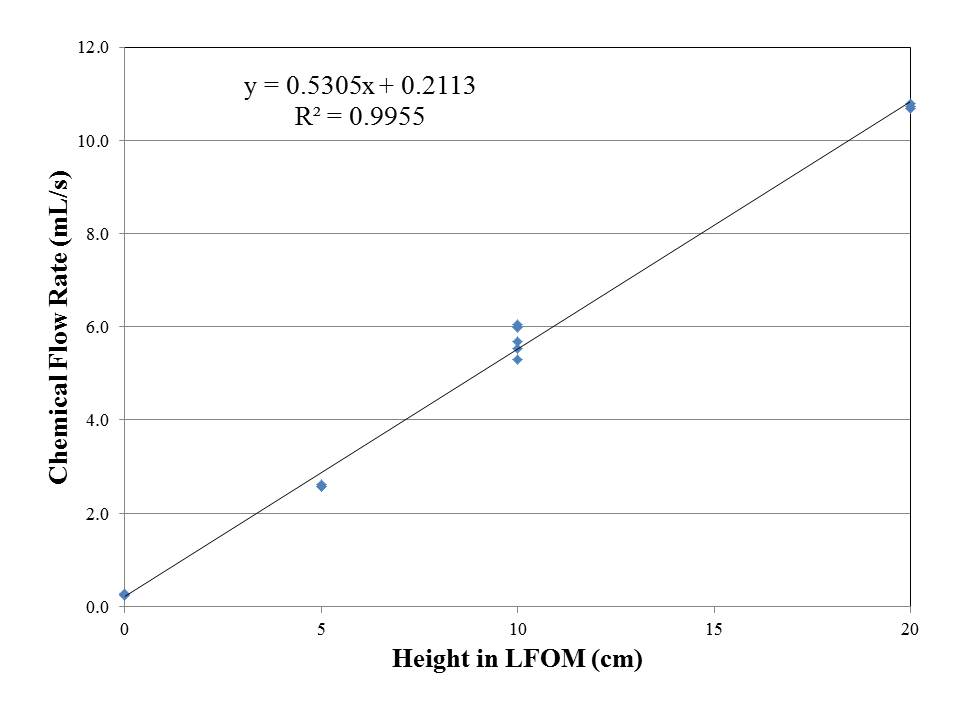 y = 0.5305x + 0.2113
R² = 0.9955
12.0
10.0
8.0
6.0
4.0
2.0
0.0
Chemical Flow Rate (mL/s)
0 5 10 15 20
Height in LFOM (cm)